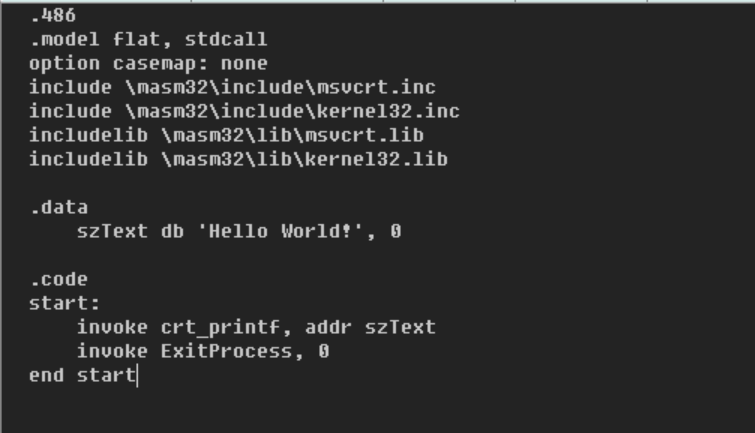 .486
.model flat, stdcall
option casemap: none
include \masm32\include\msvcrt.inc
include \masm32\include\kernel32.inc
includelib \masm32\lib\msvcrt.lib
includelib \masm32\lib\kernel32.lib

.data
    szText db 'Hello World!', 0

.code
start:
    invoke crt_printf, addr szText
    invoke ExitProcess, 0
end start